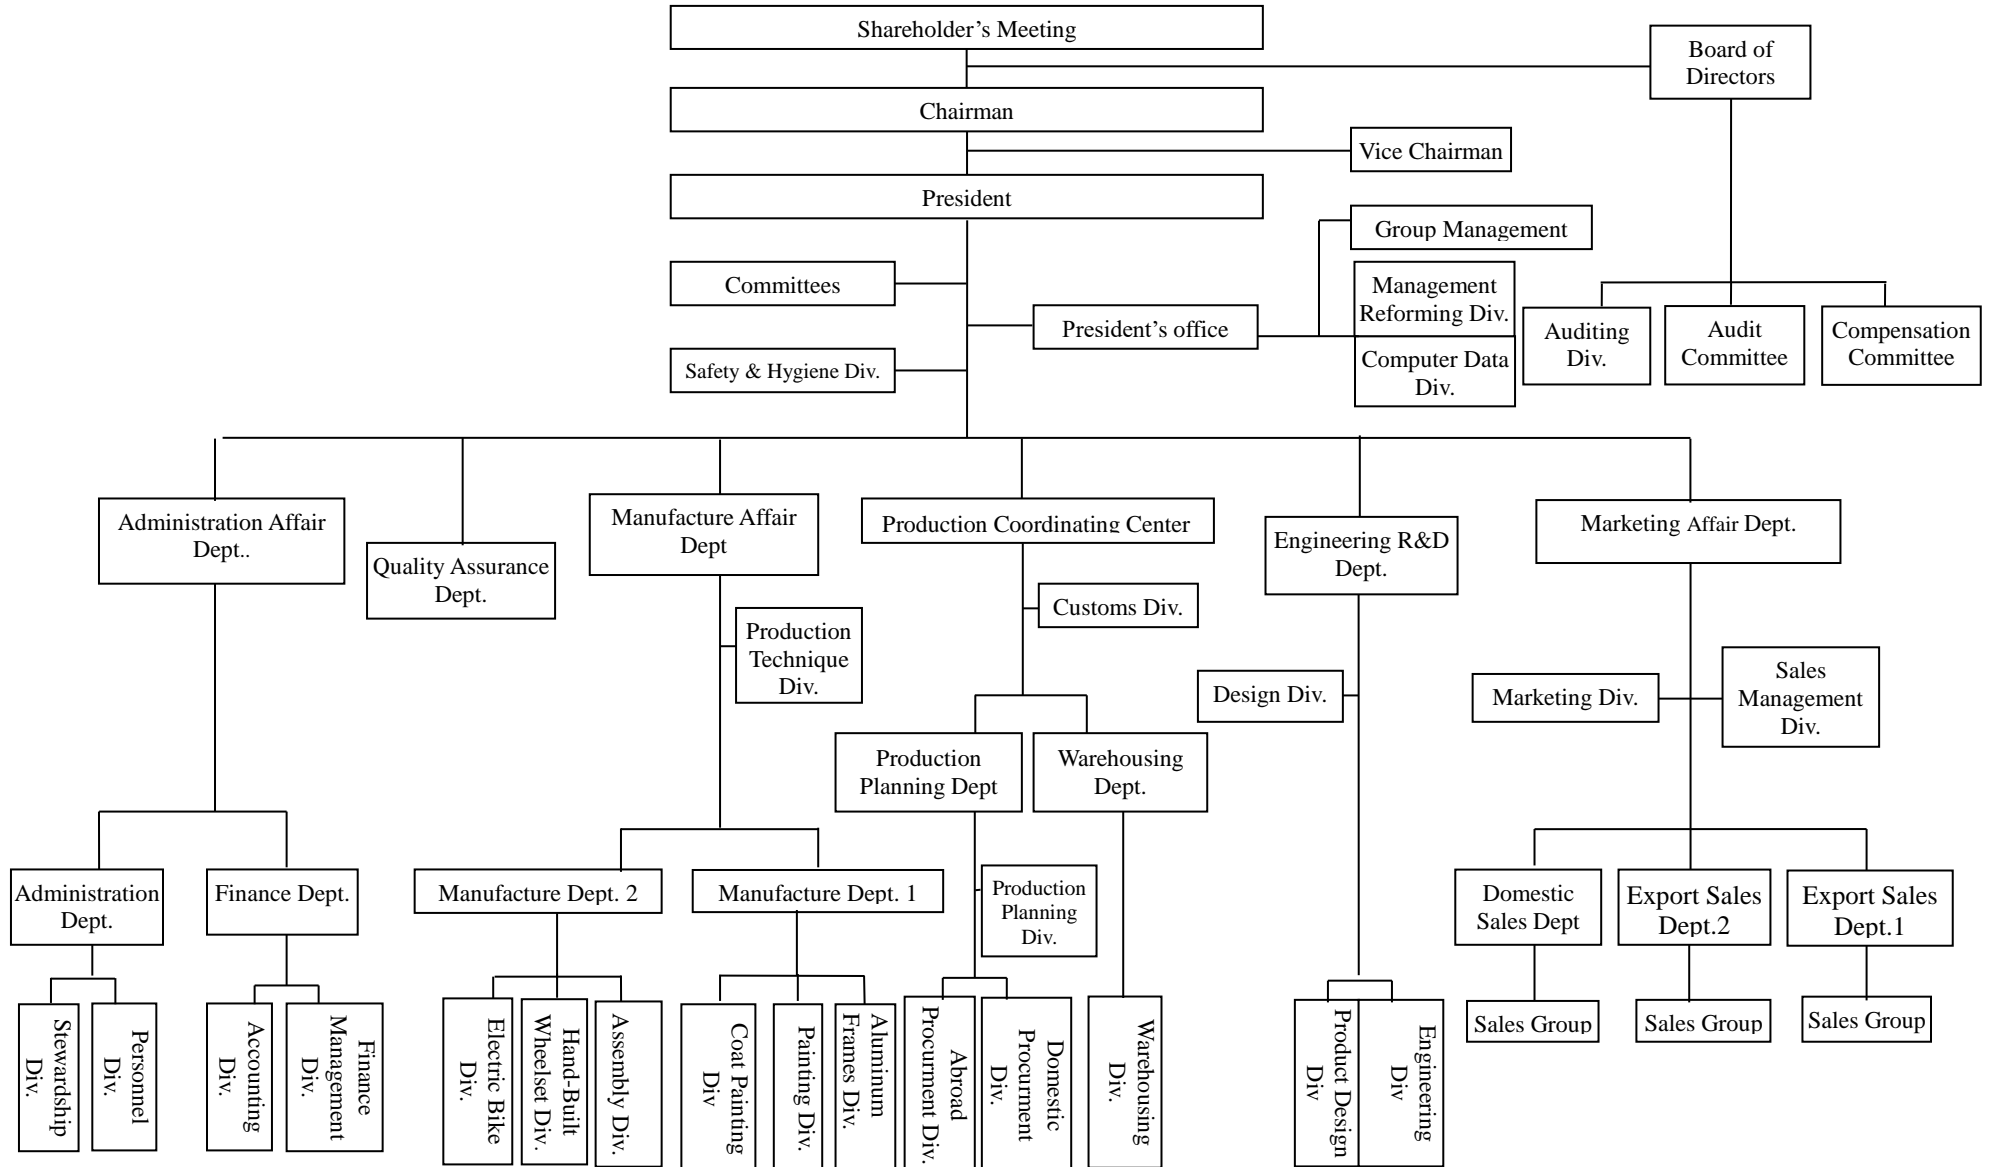 Shareholder’s Meeting
Board of
Directors
Chairman
Vice Chairman
President
Group Management
Committees
Management
Reforming Div.
President’s office
Auditing
Div.
Audit
Committee
Compensation
Committee
Safety & Hygiene Div.
Computer Data
Div.
Administration Affair
Dept..
Quality Assurance
Dept.
Manufacture Affair
Dept
Production Coordinating Center
Engineering R&D
Dept.
Marketing Affair Dept.
Customs Div.
Production
Technique
Div.
Design Div.
Marketing Div.
Sales
Management
Div.
Production
Planning Dept
Warehousing
Dept.
Administration
Dept.
Finance Dept.
Manufacture Dept. 2
Manufacture Dept. 1
Production
Planning
Div.
Domestic
Sales Dept
Export Sales
Dept.2
Export Sales
Dept.1
Stewardship
Div.
Personnel
Div.
Accounting
Div.
Finance
Management
Div.
Electric Bike
Div.
Hand-Built
Wheelset Div.
Assembly Div.
Coat Painting
Div
Painting Div.
Aluminum
Frames Div.
Abroad
Procurment Div.
Domestic
Procurment
Div.
Warehousing
Div.
Product Design
Div
Engineering
Div
Sales Group
Sales Group
Sales Group